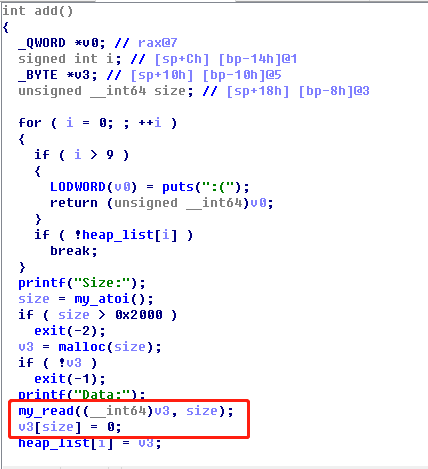 int add()
{
  _QWORD *v0; // rax@7
  signed int i; // [sp+Ch] [bp-14h]@1
  _BYTE *v3; // [sp+10h] [bp-10h]@5
  unsigned __int64 size; // [sp+18h] [bp-8h]@3

  for ( i = 0; ; ++i )
  {
    if ( i > 9 )
    {
      LODWORD(v0) = puts(":(");
      return (unsigned __int64)v0;
    }
    if ( !heap_list[i] )
      break;
  }
  printf("Size:");
  size = my_atoi();
  if ( size > 0x2000 )
    exit(-2);
  v3 = malloc(size);
  if ( !v3 )
    exit(-1);
  printf("Data:");
  my_read((__int64)v3, size);
  v3[size] = 0;
  heap_list[i] = v3;